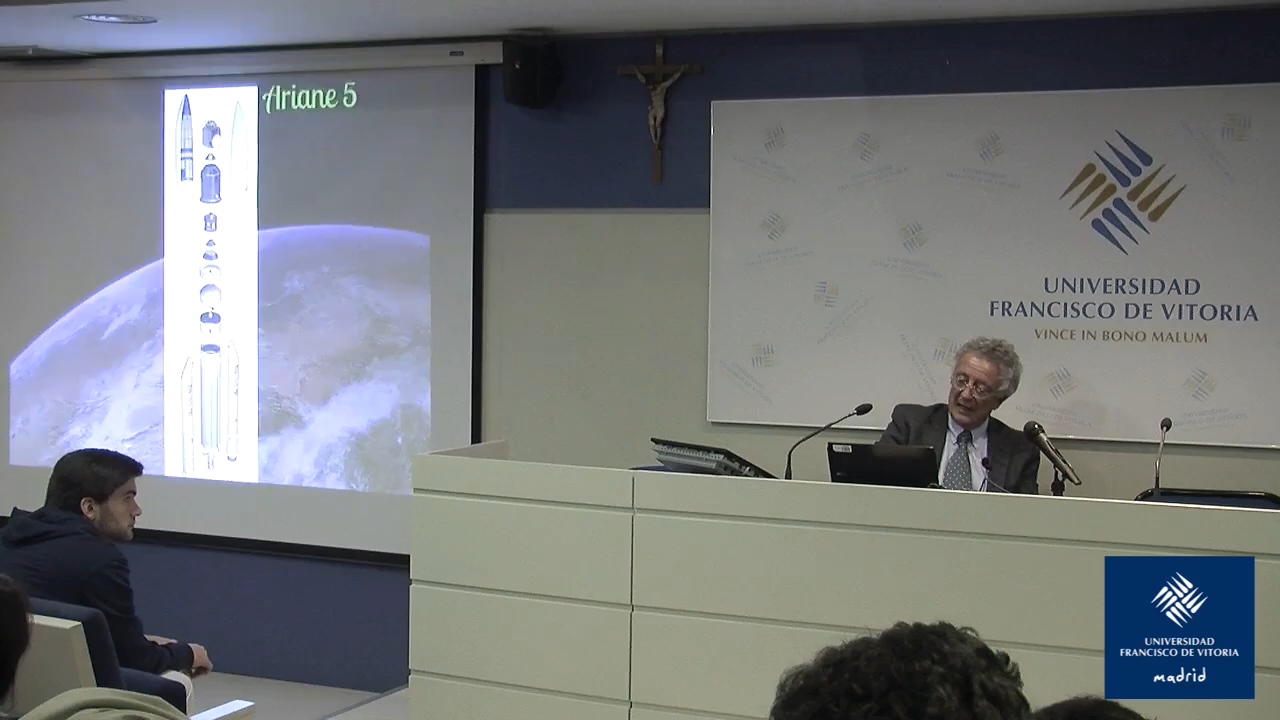 Ariane 5
UNIVERSIDAD
FRANCISCO DE VITORIA
VINCE IN BONO MALUM
UNIVERSIDAD
FRANCISCO DE VITORIA
madrid